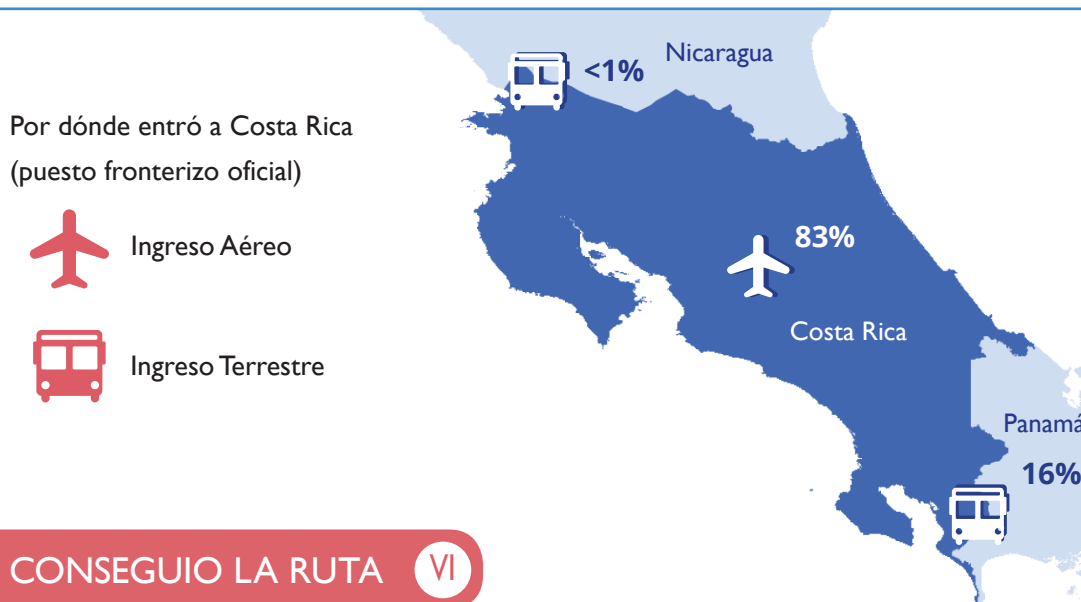 Por dónde entró a Costa Rica
(puesto fronterizo oficial)
Ingreso Aéreo
Ingreso Terrestre
Nicaragua
<1%
83%
Costa Rica
Panamá
16%
CONSEGUIO LA RUTA VI